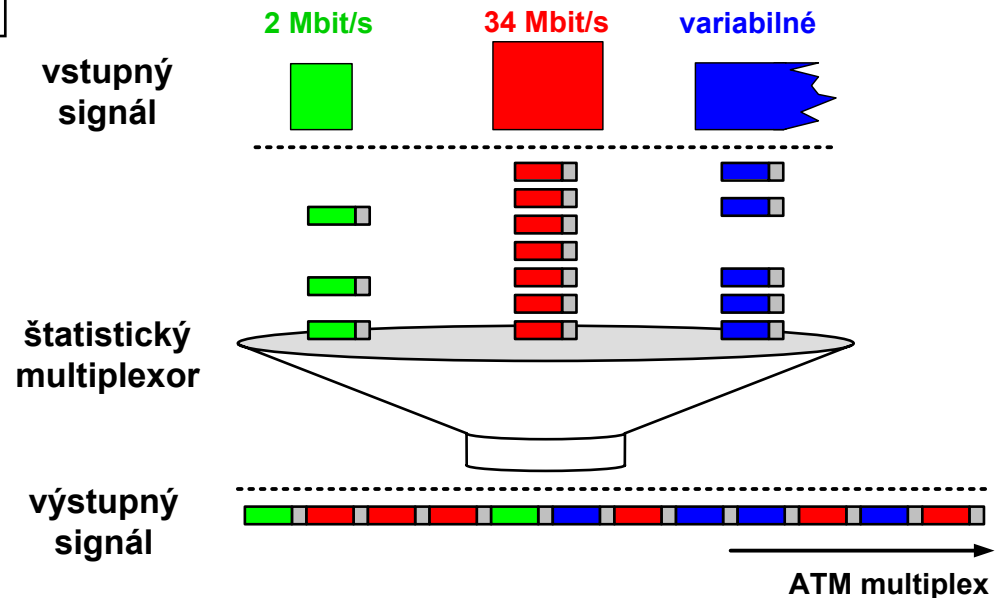 2 Mbit/s
34 Mbit/s
variabilné
vstupný
signál
štatistický
multiplexor
výstupný
signál
ATM multiplex